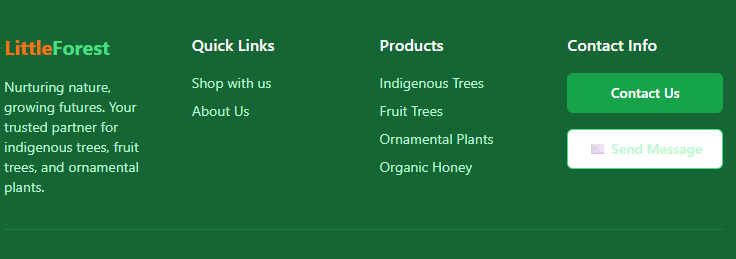 LittleForest
Nurturing nature,
growing futures. Your
trusted partner for
indigenous trees, fruit
trees, and ornamental
plants.
Quick Links
Shop with us
About Us
Products
Indigenous Trees
Fruit Trees
Ornamental Plants
Organic Honey
Contact Info
Contact Us
Send Message